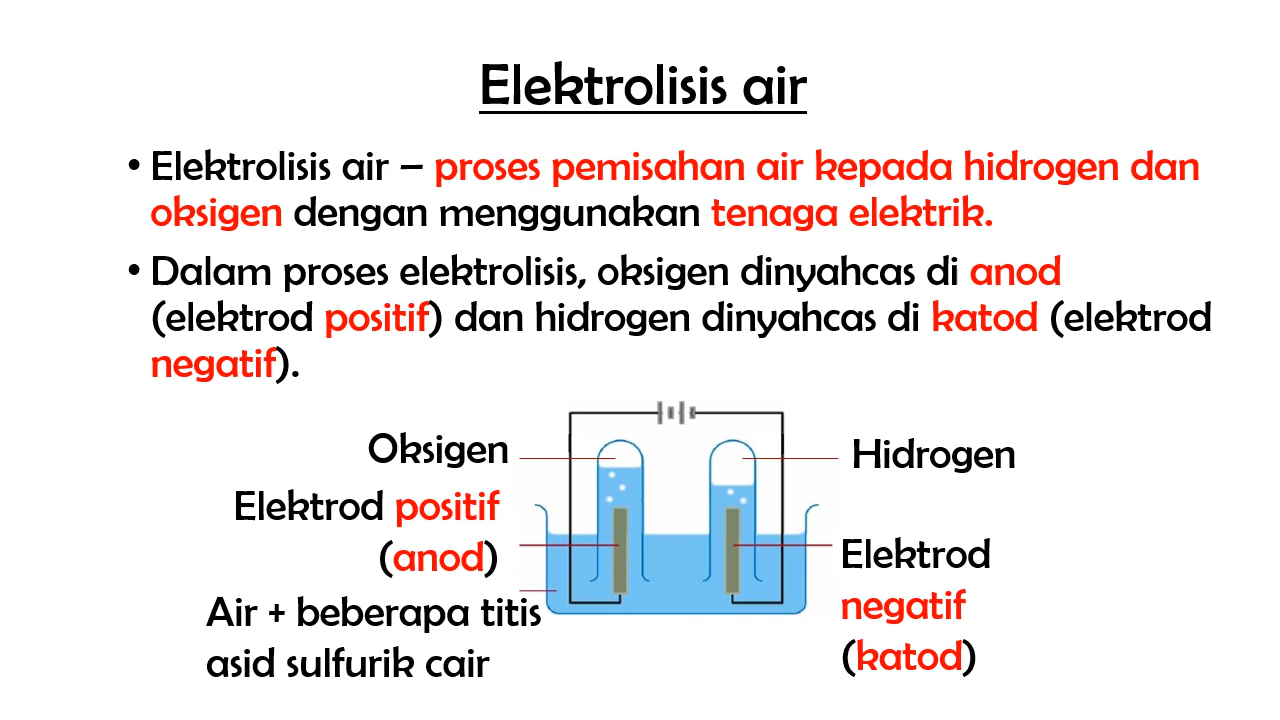 Elektrolisis air
• Elektrolisis air – proses pemisahan air kepada hidrogen dan
oksigen dengan menggunakan tenaga elektrik.
• Dalam proses elektrolisis, oksigen dinyahcas di anod
(elektrod positif) dan hidrogen dinyahcas di katod (elektrod
negatif).
Oksigen
Elektrod positif
(anod)
Air + beberapa titis
asid sulfurik cair
Hidrogen
Elektrod
negatif
(katod)